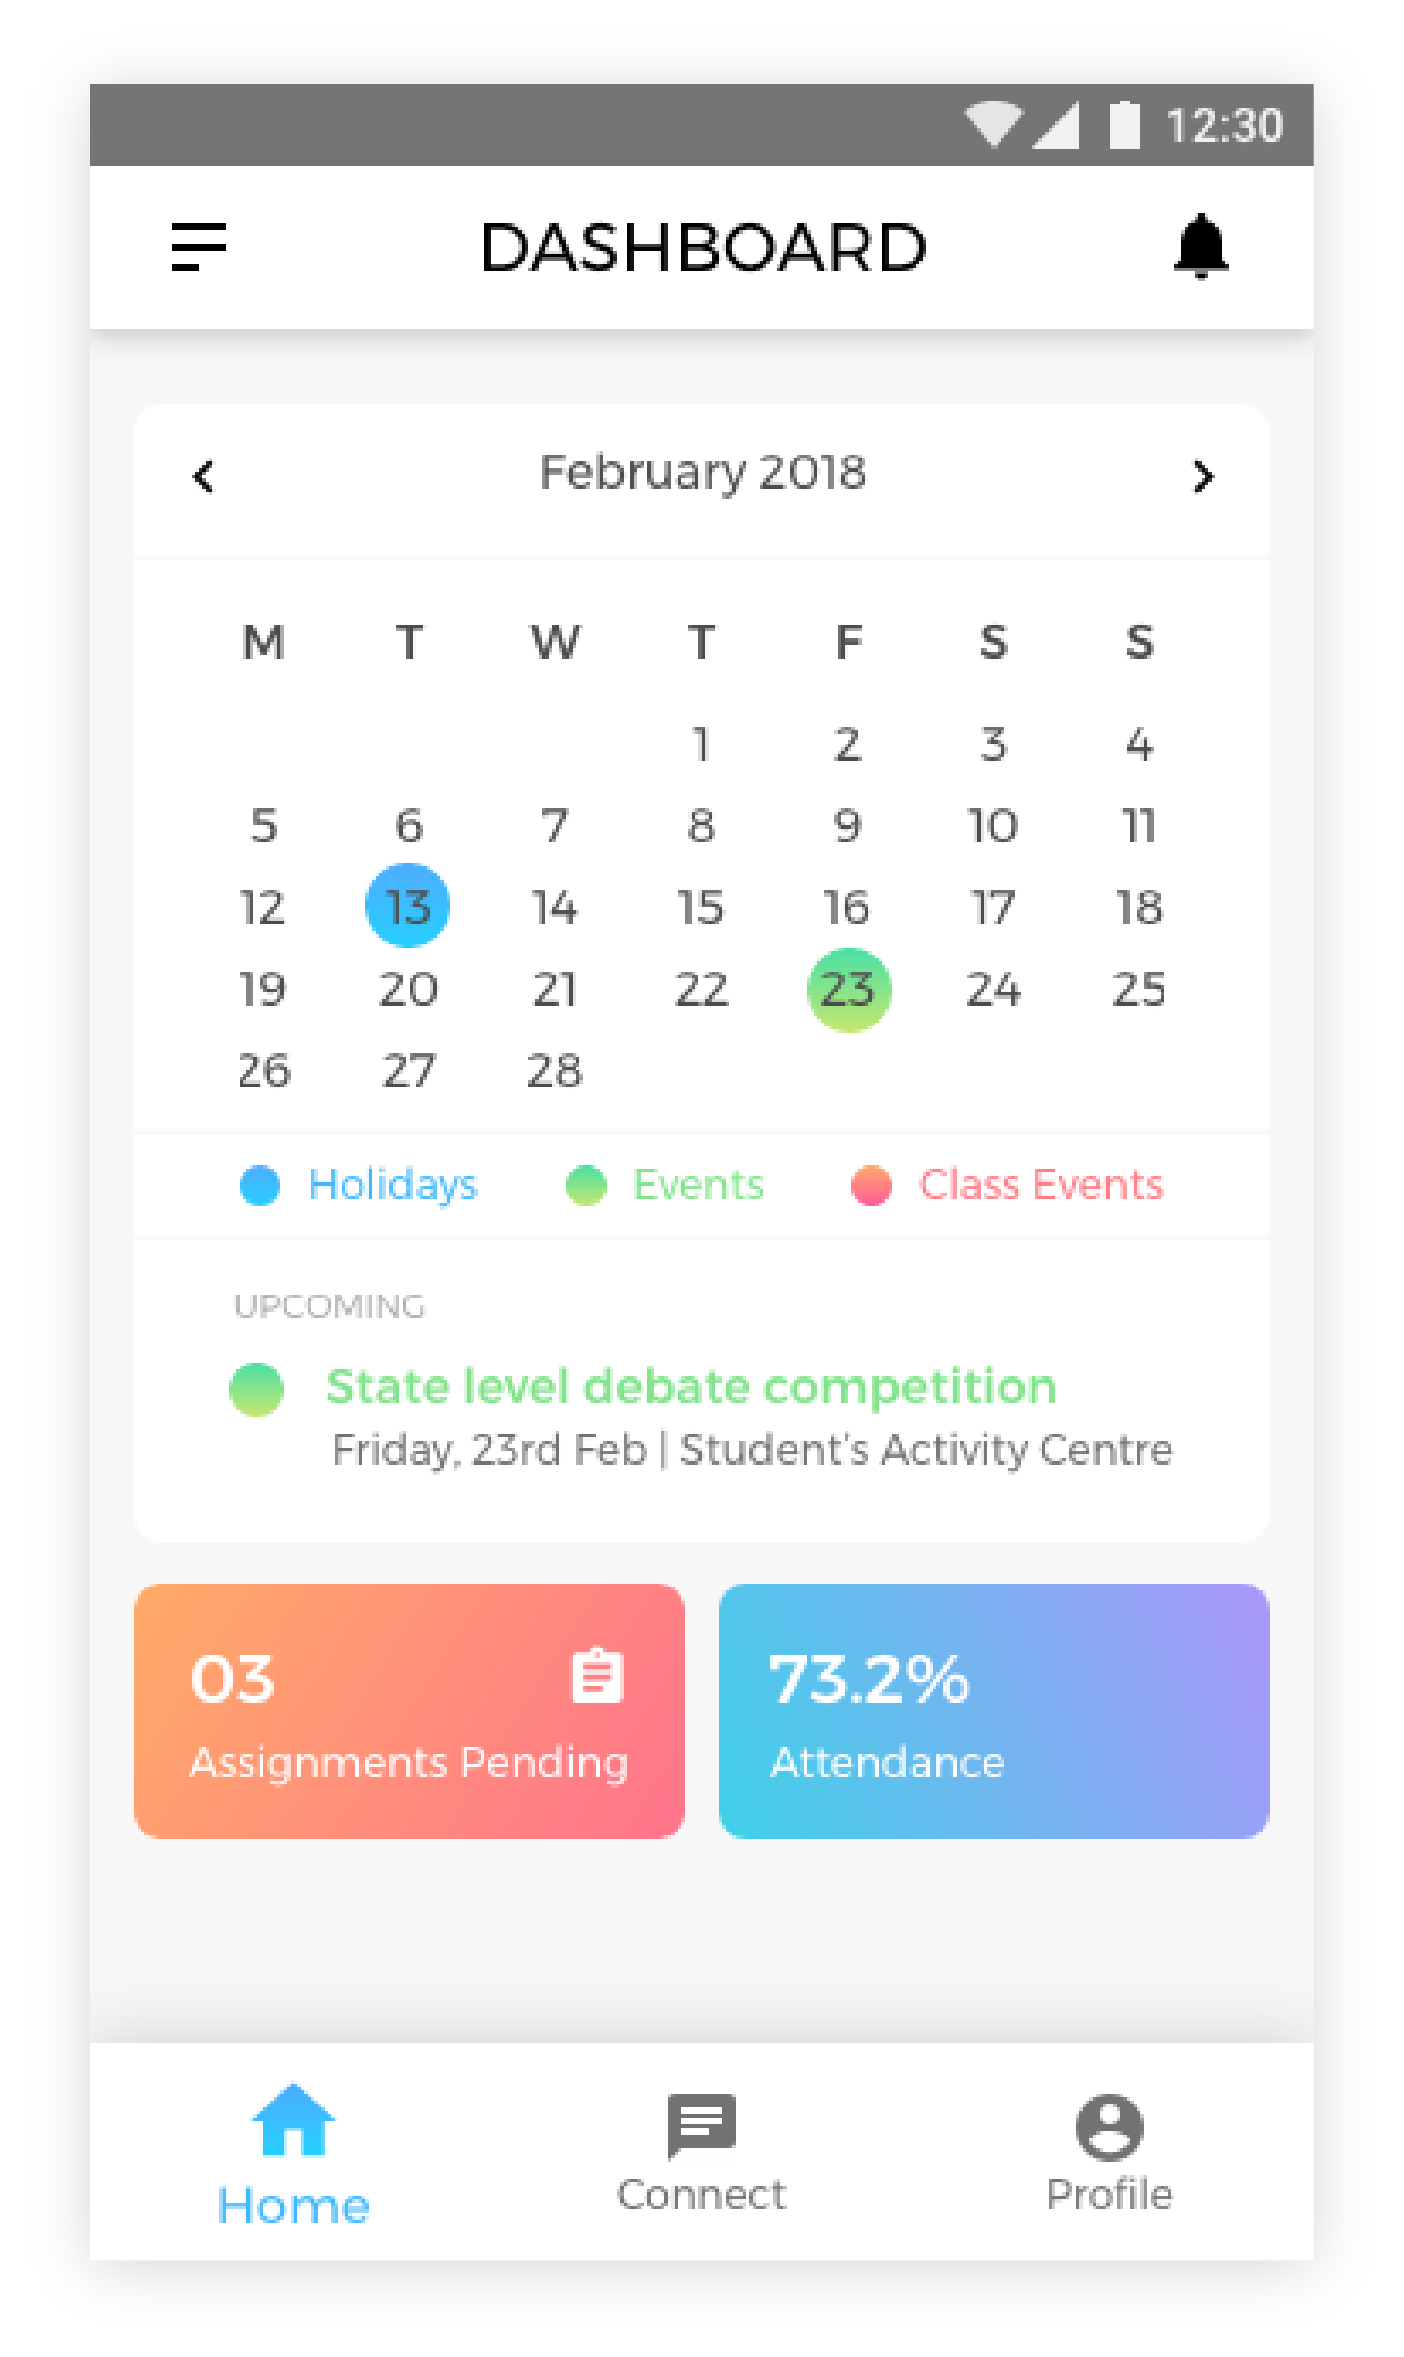 12:30
DASHBOARD
February 2018
M T W T F S S
1 2 3 4
5 6 7 8 9 10 11
12 13 14 15 16 17 18
19 20 21 22 23 24 25
26 27 28
Holidays Events Class Events
UPCOMING
State level debate competition
Friday, 23rd Feb | Student's Activity Centre
03 73.2%
Assignments Pending Attendance
Home Connect Profile